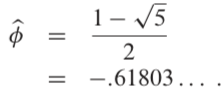 ϕ̂ = (1 − √5) / 2
= −.61803 … .